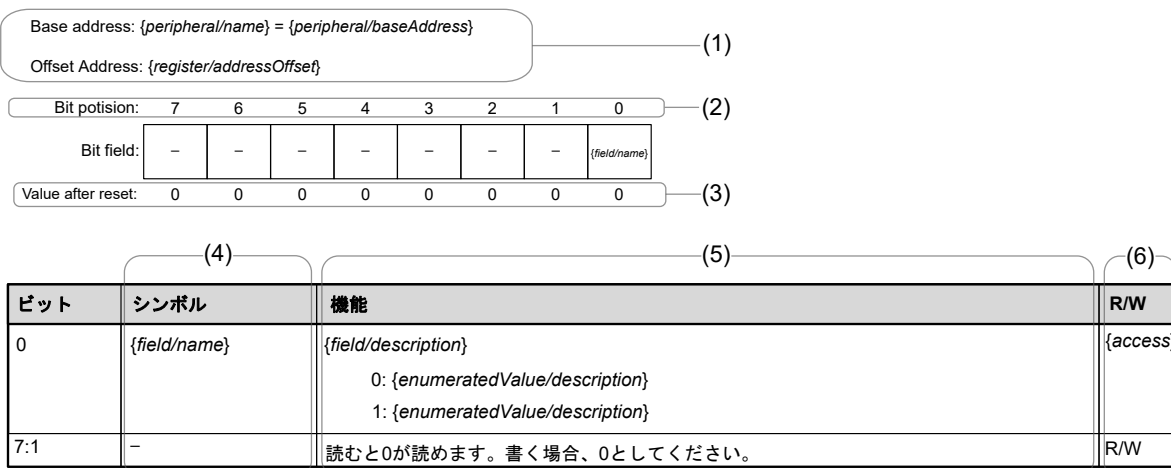 Base address: {peripheral/name} = {peripheral/baseAddress}
(1)
Offset Address: {register/addressOffset}
Bit potision: 7 6 5 4 3 2 1 0 (2)
Bit field: – – – – – – – {field/name}
Value after reset: 0 0 0 0 0 0 0 0 (3)
(4) (5) (6)
ビット シンボル 機能 R/W
0 {field/name} {field/description} {access}
0: {enumeratedValue/description}
1: {enumeratedValue/description}
7:1 – 読むと0が読めます。書く場合、0としてください。 R/W